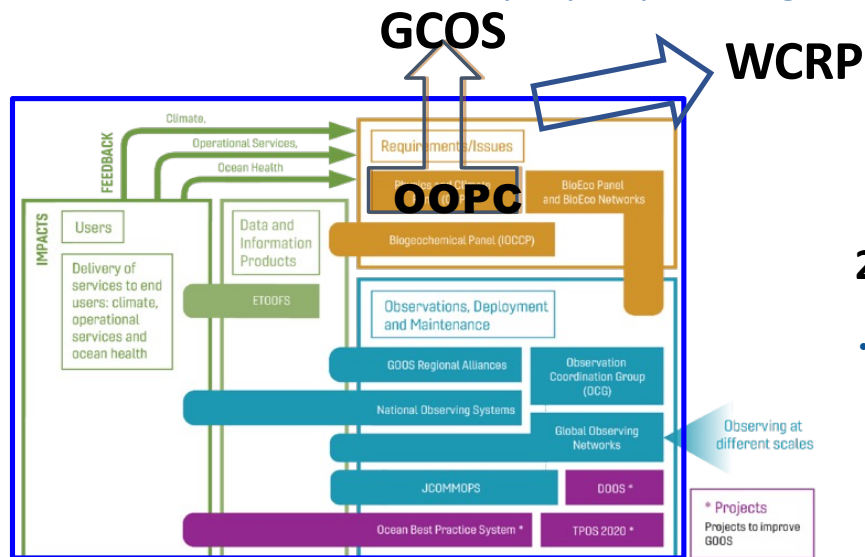 GCOS
WCRP
Climate,
Operational Services,
Ocean Health
FEEDBACK
Requirements/Issues
OOPC
BioEco Panel
and BioEco Networks
Biogeochemical Panel (IOCCP)
IMPACTS
Users
Delivery of
services to end
users: climate,
operational
services and
ocean health
Data and
Information
Products
ETOOFS
Observations, Deployment
and Maintenance
GOOS Regional Alliances
Observation
Coordination Group
(OCG)
National Observing Systems
Global Observing
Networks
Observing at
different scales
JCOMMOPS
DOOS *
Ocean Best Practice System *
TPOS 2020 *
* Projects
Projects to improve
GOOS
2
•